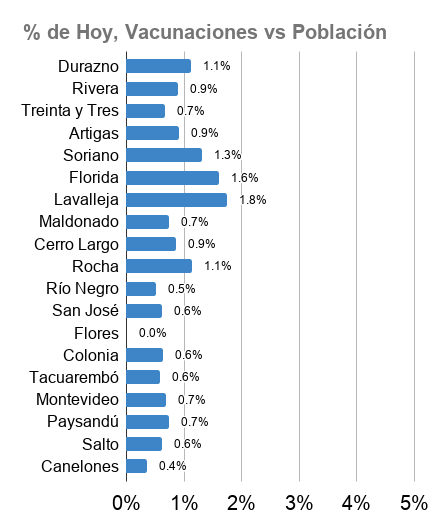 % de Hoy, Vacunaciones vs Población
Durazno 1.1%
Rivera 0.9%
Treinta y Tres 0.7%
Artigas 0.9%
Soriano 1.3%
Florida 1.6%
Lavalleja 1.8%
Maldonado 0.7%
Cerro Largo 0.9%
Rocha 1.1%
Río Negro 0.5%
San José 0.6%
Flores 0.0%
Colonia 0.6%
Tacuarembó 0.6%
Montevideo 0.7%
Paysandú 0.7%
Salto 0.6%
Canelones 0.4%
0% 1% 2% 3% 4% 5%